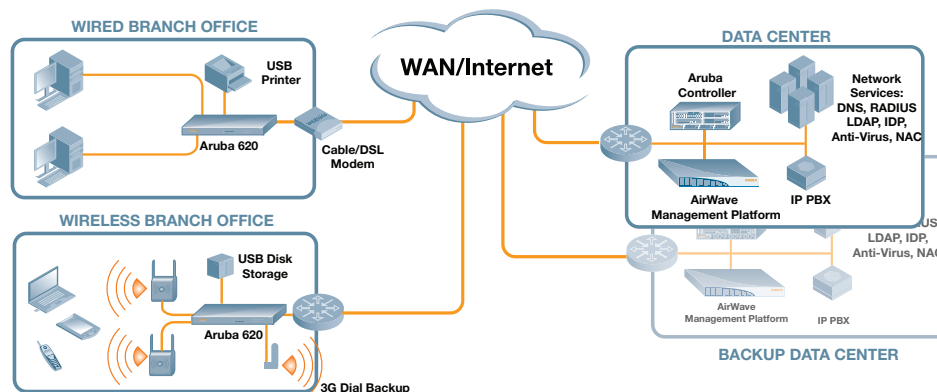 WIRED BRANCH OFFICE
USB
Printer
Aruba 620
Cable/DSL
Modem
WAN/Internet
DATA CENTER
Aruba
Controller
Network
Services:
DNS, RADIUS
LDAP, IDP,
Anti-Virus, NAC
AirWave
Management Platform
IP PBX
WIRELESS BRANCH OFFICE
USB Disk
Storage
Aruba 620
3G Dial Backup
LDAP, IDP,
Anti-Virus, NAC
AirWave
Management Platform
IP PBX
BACKUP DATA CENTER